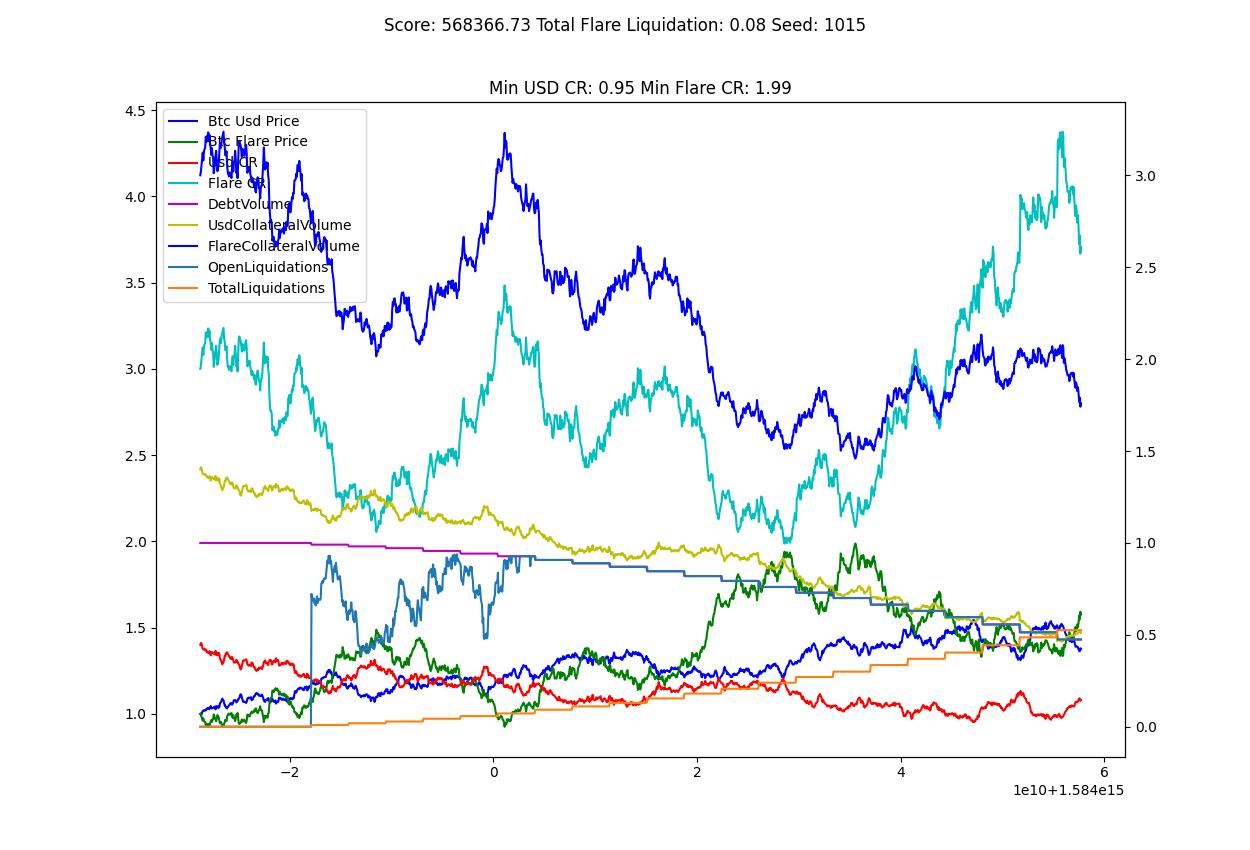 Score: 568366.73 Total Flare Liquidation: 0.08 Seed: 1015
Min USD CR: 0.95 Min Flare CR: 1.99
4.5
4.0
3.5
3.0
2.5
2.0
1.5
1.0
Btc Usd Price
Btc Flare Price
Usd CR
Flare CR
DebtVolume
UsdCollateralVolume
FlareCollateralVolume
OpenLiquidations
TotalLiquidations
3.0
2.5
2.0
1.5
1.0
0.5
0.0
−2 0 2 4 6
1e10+1.584e15